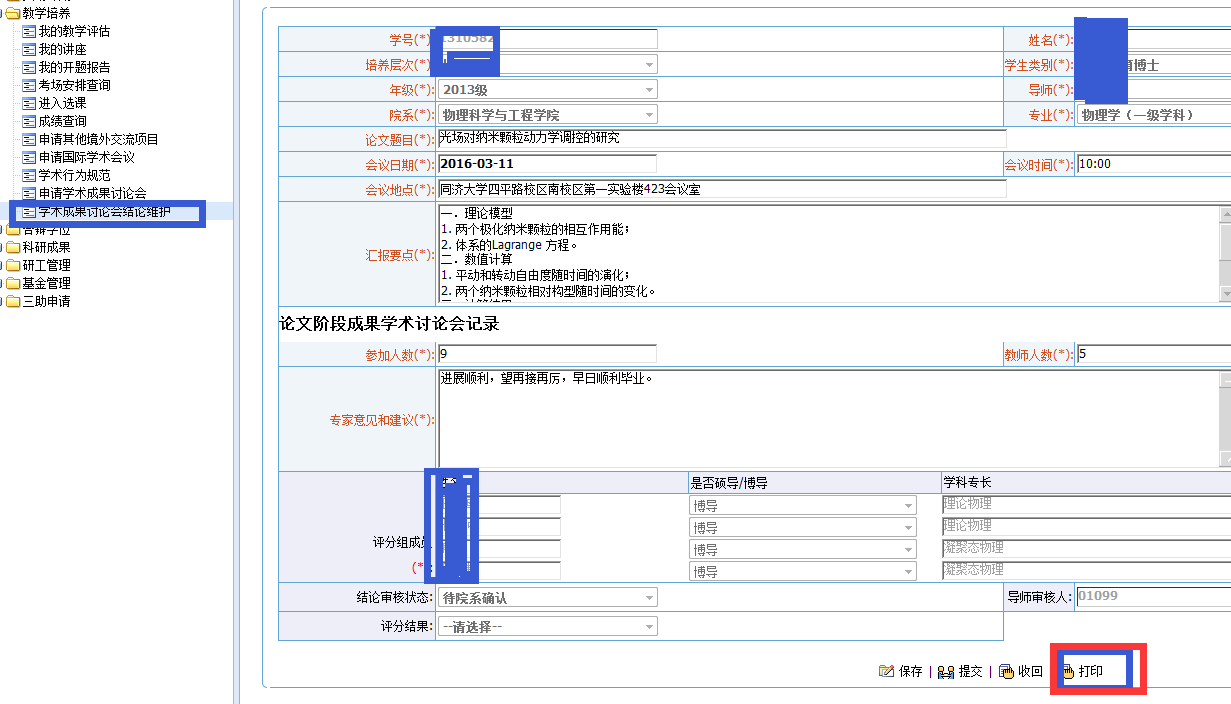 教学培养
我的教学评估
我的讲座
我的开题报告
考场安排查询
进入选课
成绩查询
申请其他境外交流项目
申请国际学术会议
学术行为规范
申请学术成果讨论会
学术成果讨论会结论维护
答辩学位
科研成果
研工管理
基金管理
三助申请
学号(*)
姓名(*):
培养层次(*)
学生类别(*):
博士
年级(*): 2013级
导师(*):
院系(*): 物理科学与工程学院
专业(*): 物理学（一级学科）
论文题目(*): 光场对纳米颗粒动力学调控的研究
会议日期(*): 2016-03-11
会议时间(*): 10:00
会议地点(*): 同济大学四平路校区南校区第一实验楼423会议室
汇报要点(*):
一．理论模型
1. 两个极化纳米颗粒的相互作用能；
2. 体系的Lagrange 方程。
二．数值计算
1. 平动和转动自由度随时间的演化；
2. 两个纳米颗粒相对构型随时间的变化。
论文阶段成果学术讨论会记录
参加人数(*): 9
教师人数(*): 5
专家意见和建议(*):
进展顺利，望再接再厉，早日顺利毕业。
评分组成员
(*
是否硕导/博导
学科专长
博导 理论物理
博导 理论物理
博导 凝聚态物理
博导 凝聚态物理
结论审核状态: 待院系确认
导师审核人: 01099
评分结果: --请选择--
保存 | 提交 | 收回
打印